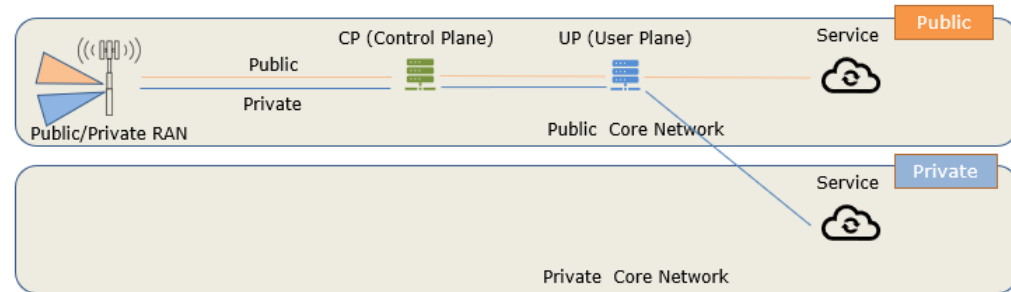 Public
CP (Control Plane)
UP (User Plane)
Service
Public
Private
Public/Private RAN
Public Core Network
Private
Service
Private Core Network